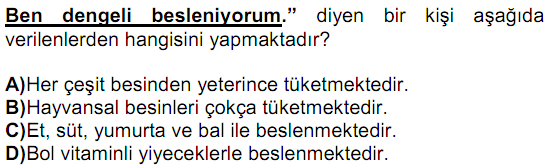 Ben dengeli besleniyorum.” diyen bir kişi aşağıda
verilenlerden hangisini yapmaktadır?
A)Her çeşit besinden yeterince tüketmektedir.
B)Hayvansal besinleri çokça tüketmektedir.
C)Et, süt, yumurta ve bal ile beslenmektedir.
D)Bol vitaminli yiyeceklerle beslenmektedir.